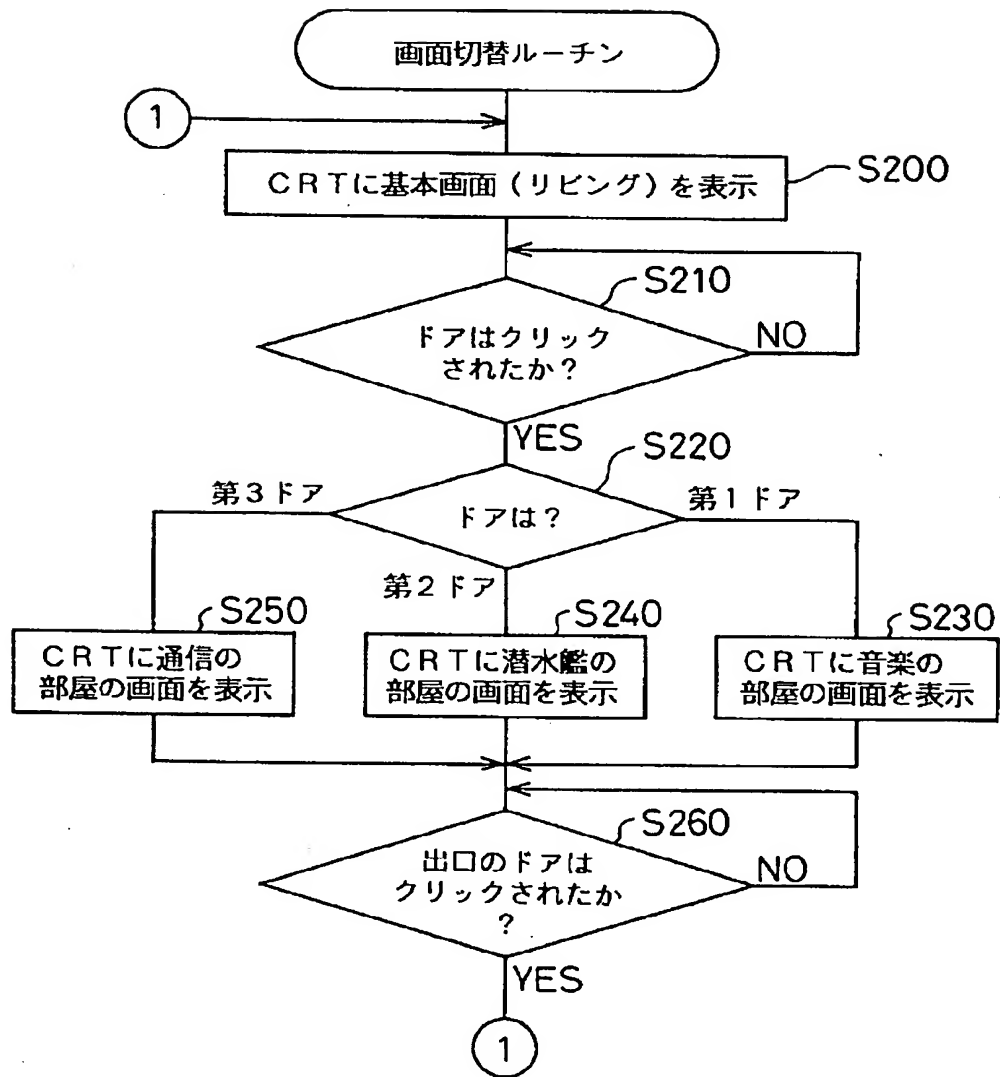 画面切替ルーチン
1
CRTに基本画面(リビング)を表示
S200
S210
ドアはクリック
されたか?
NO
YES
S220
第3ドア
ドアは?
第1ドア
第2ドア
S250
S240
S230
CRTに通信の
部屋の画面を表示
CRTに潜水艦の
部屋の画面を表示
CRTに音楽の
部屋の画面を表示
S260
出口のドアは
クリックされたか
?
NO
YES
1